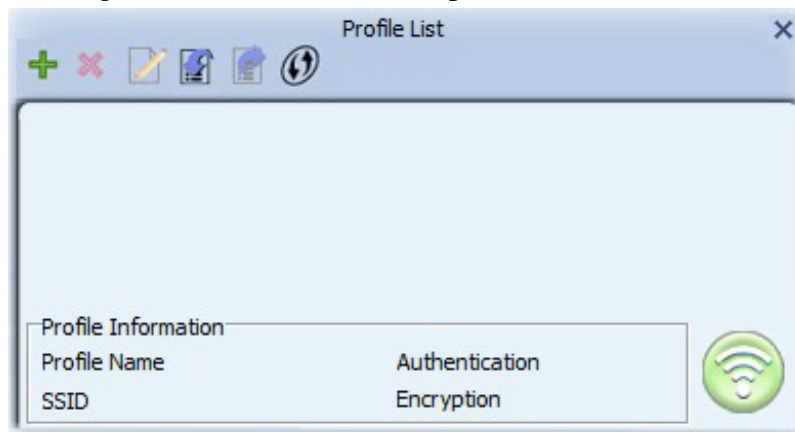 Profile List
Profile Information
Profile Name Authentication
SSID Encryption